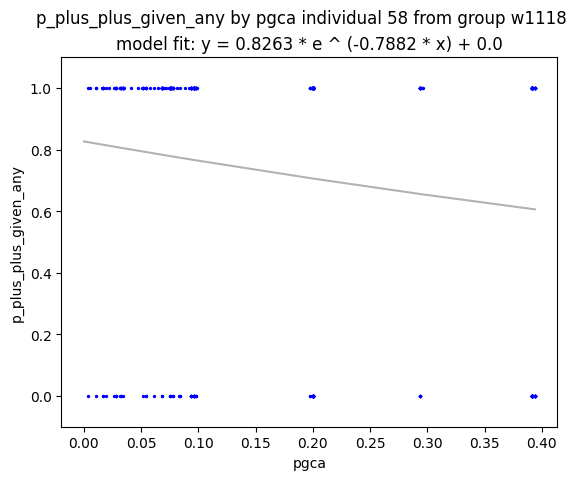 p_plus_plus_given_any by pgca individual 58 from group w1118
model fit: y = 0.8263 * e ^ (-0.7882 * x) + 0.0
1.0
0.8
0.6
0.4
0.2
0.0
p_plus_plus_given_any
0.00 0.05 0.10 0.15 0.20 0.25 0.30 0.35 0.40
pgca